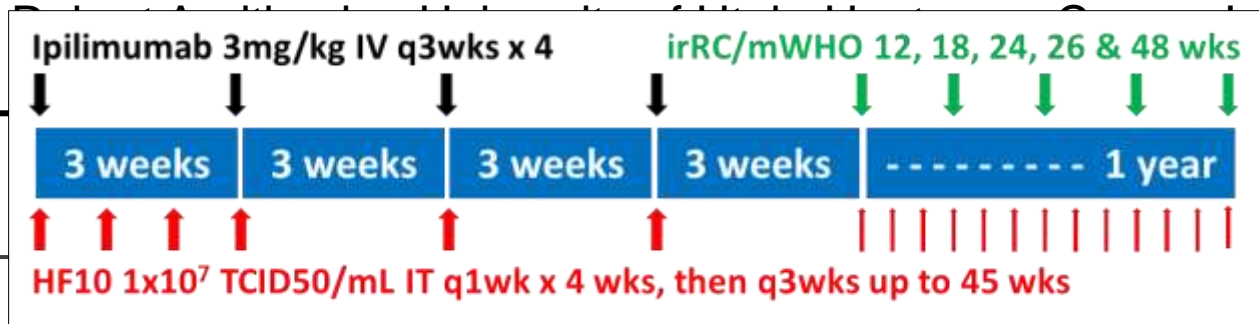 Ipilimumab 3mg/kg IV q3wks x 4 irRC/mWHO 12, 18, 24, 26 & 48 wks
3 weeks 3 weeks 3 weeks 3 weeks - - - - - - - - - 1 year
HF10 1x10⁷ TCID50/mL IT q1wk x 4 wks, then q3wks up to 45 wks